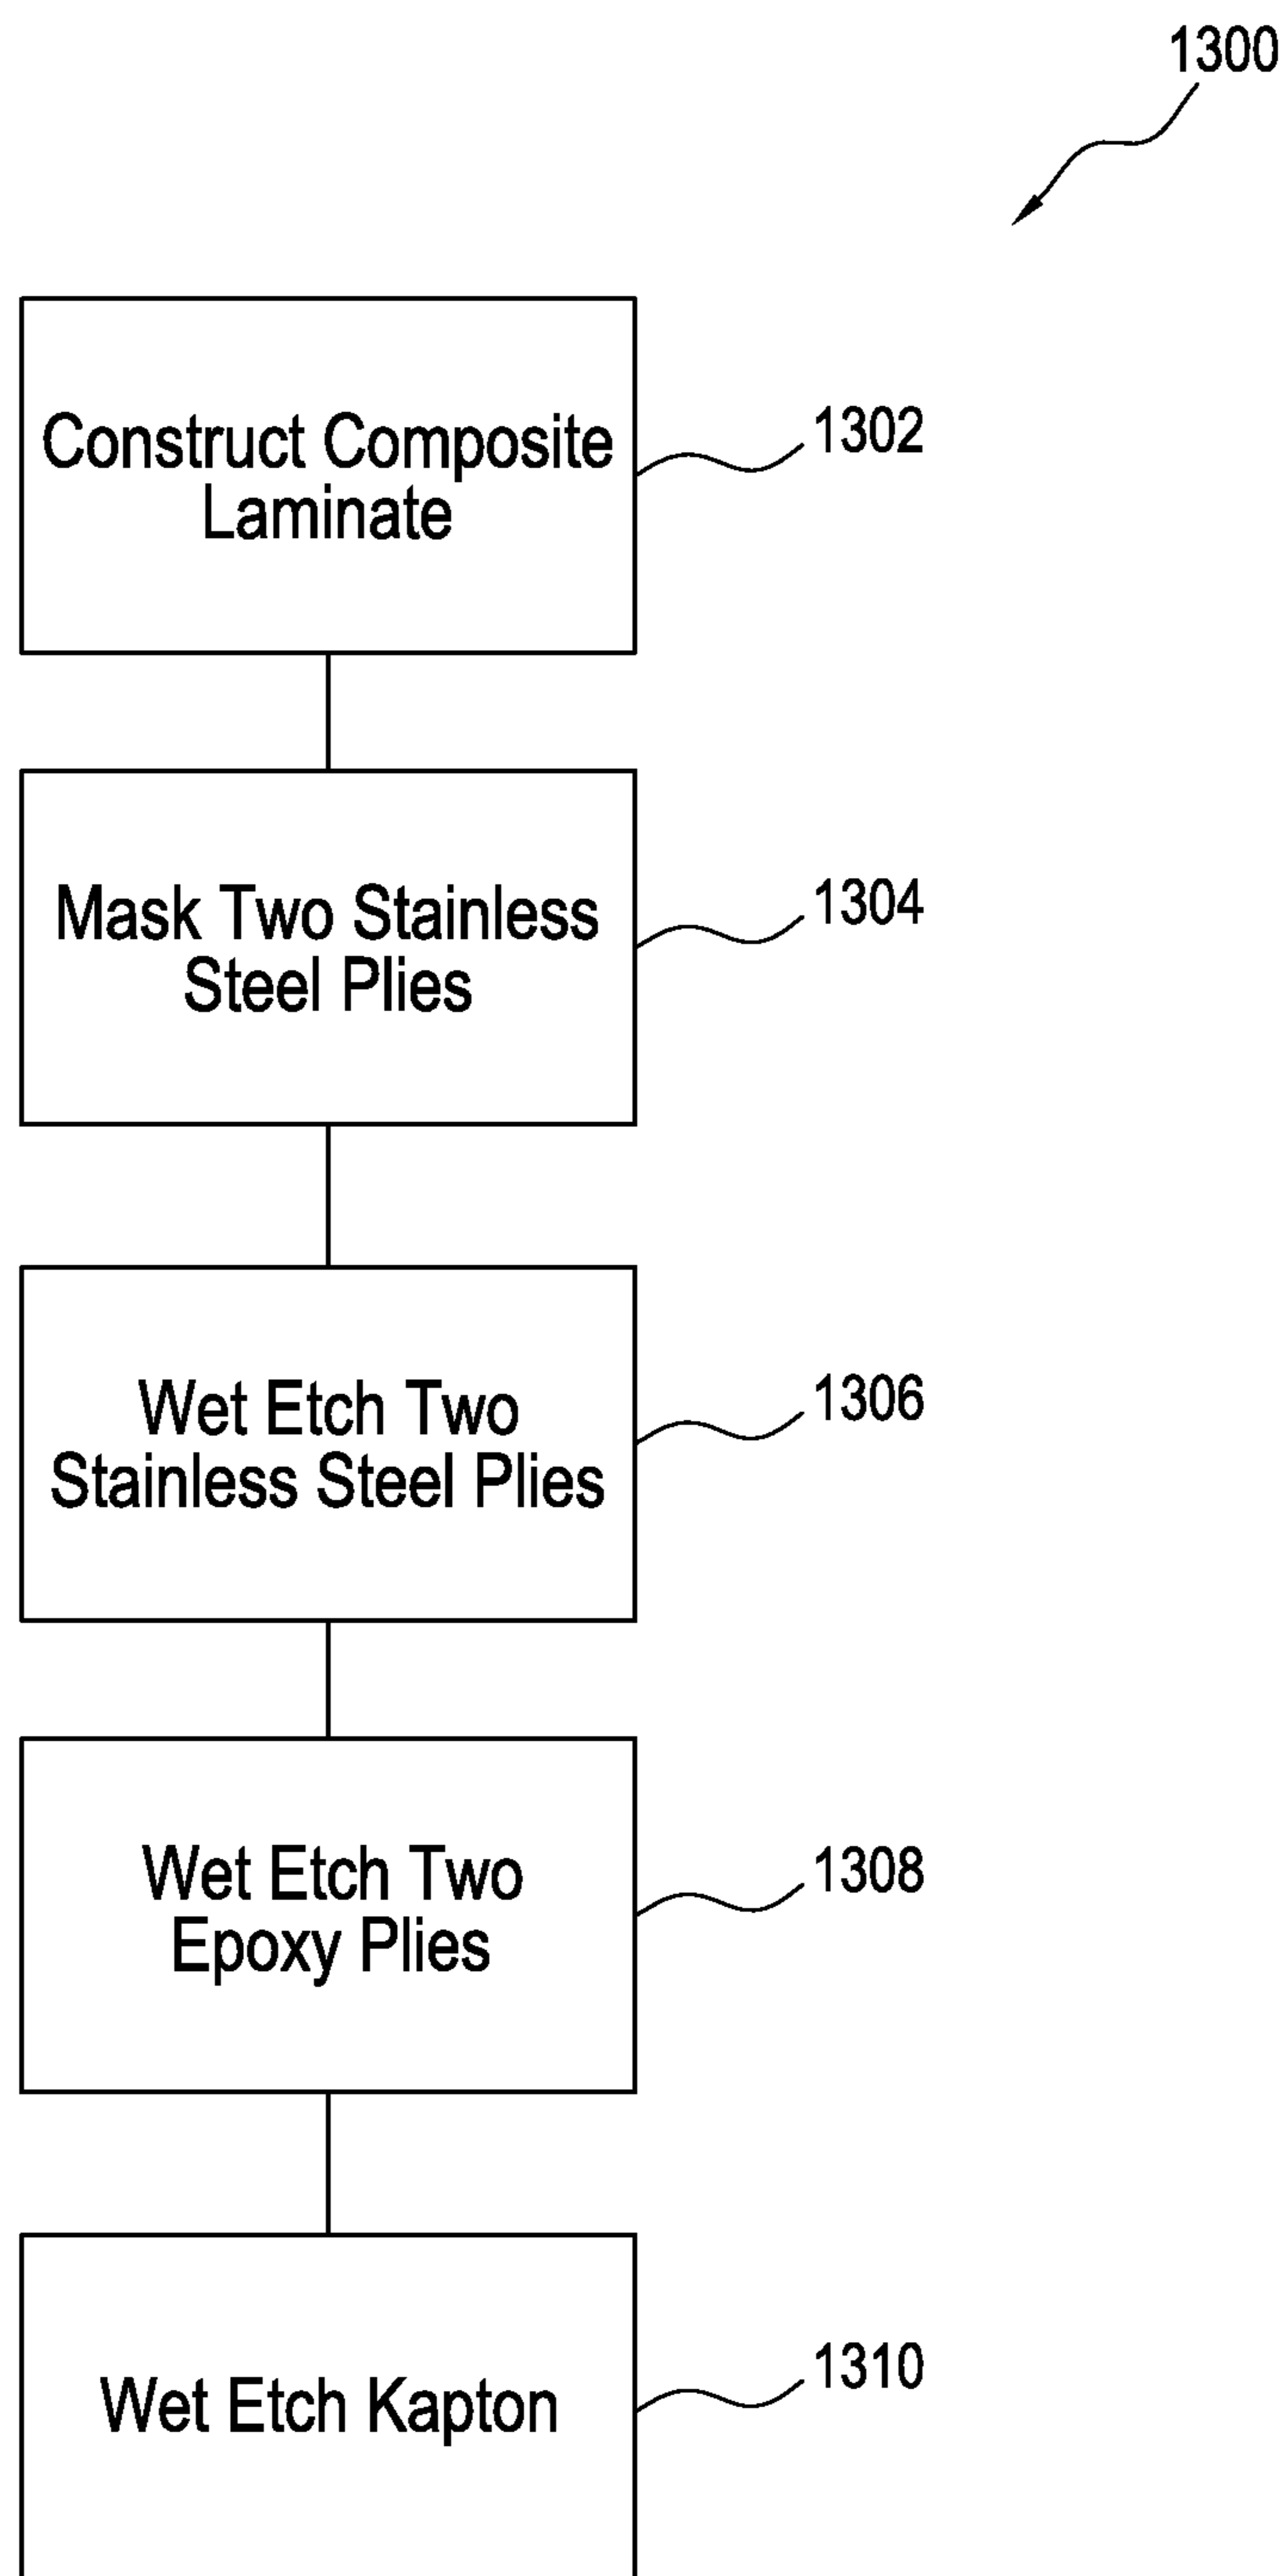 1300
Construct Composite
Laminate
1302
Mask Two Stainless
Steel Plies
1304
Wet Etch Two
Stainless Steel Plies
1306
Wet Etch Two
Epoxy Plies
1308
Wet Etch Kapton
1310